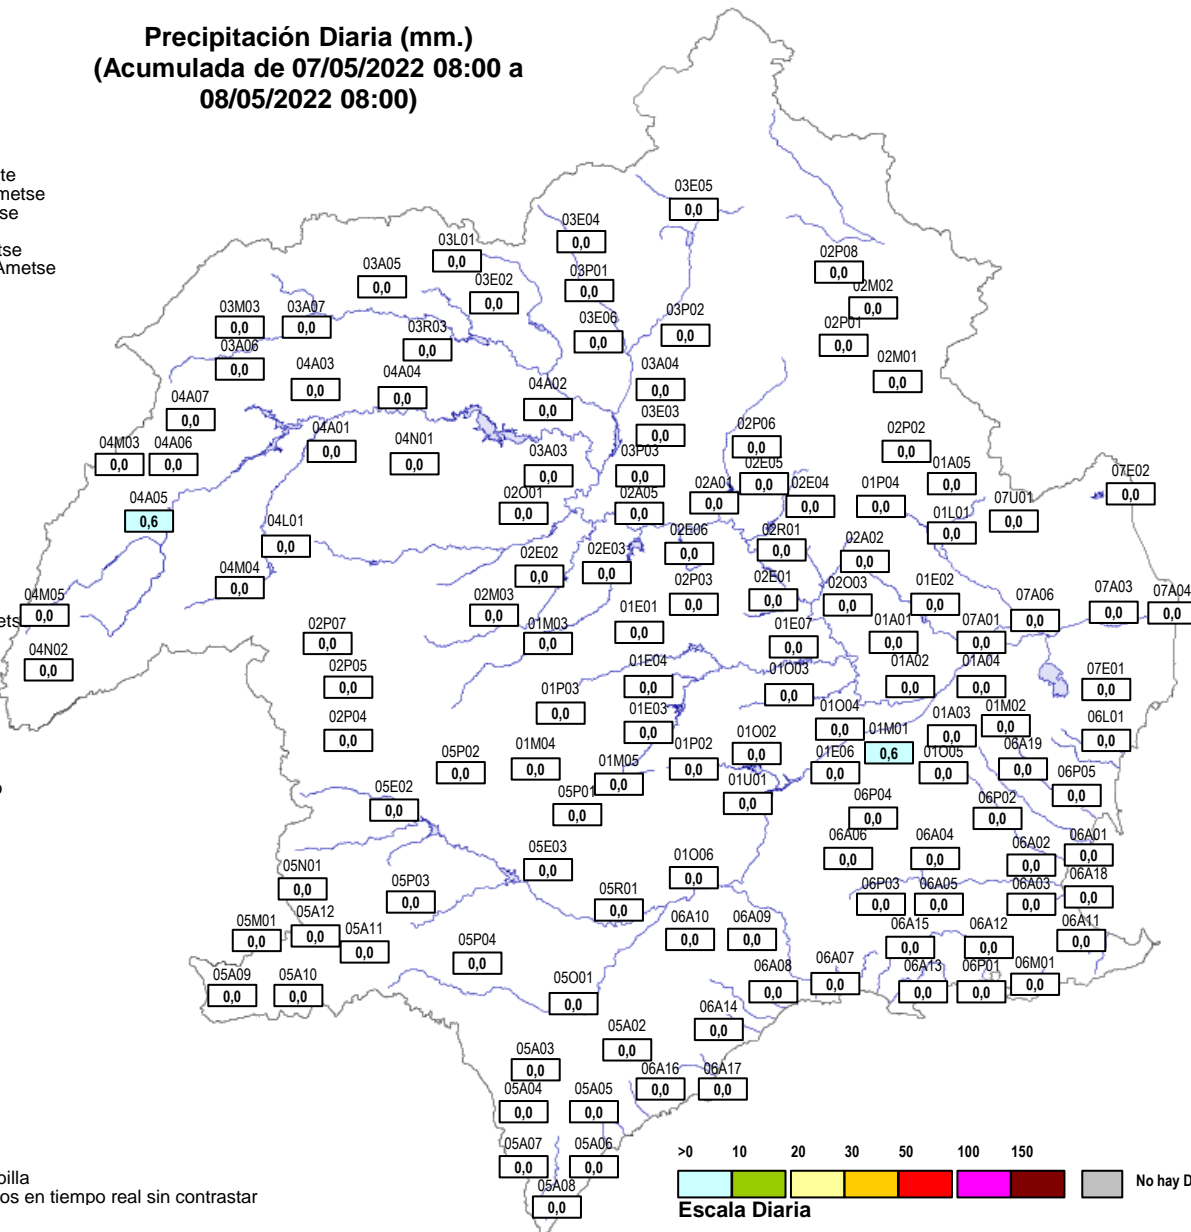 Precipitación Diaria (mm.)
(Acumulada de 07/05/2022 08:00 a
08/05/2022 08:00)
te
metse
se
tse
Ametse
03E05
0,0
03E04
0,0
03L01
0,0
03A05
0,0
03E02
0,0
03P01
0,0
02P08
0,0
02M02
0,0
03M03
0,0
03A07
0,0
03R03
0,0
03E06
0,0
03P02
0,0
02P01
0,0
03A06
0,0
04A03
0,0
04A04
0,0
03A04
0,0
02M01
0,0
04A07
0,0
04A02
0,0
03E03
0,0
04M03
0,0
04A06
0,0
04A01
0,0
04N01
0,0
03A03
0,0
03P03
0,0
02P06
0,0
02E05
0,0
02P02
0,0
01A05
0,0
07E02
0,0
04A05
0,6
02O01
0,0
02A05
0,0
02A01
0,0
02E04
0,0
01P04
0,0
07U01
0,0
01L01
0,0
04L01
0,0
02E02
0,0
02E03
0,0
02E06
0,0
02R01
0,0
02A02
0,0
04M04
0,0
02M03
0,0
02P03
0,0
02E01
0,0
02O03
0,0
01E02
0,0
07A06
0,0
07A03
0,0
07A04
0,0
04M05
0,0
ets
04N02
0,0
02P07
0,0
01M03
0,0
01E01
0,0
01E07
0,0
01A01
0,0
07A01
0,0
02P05
0,0
01E04
0,0
01O03
0,0
01A02
0,0
01A04
0,0
07E01
0,0
01P03
0,0
01E03
0,0
01O04
0,0
01M01
0,6
01A03
0,0
01M02
0,0
06L01
0,0
02P04
0,0
05P02
0,0
01M04
0,0
01M05
0,0
01P02
0,0
01O02
0,0
01E06
0,0
01O05
0,0
06A19
0,0
06P05
0,0
o
05E02
0,0
05P01
0,0
01U01
0,0
06P04
0,0
06P02
0,0
05E03
0,0
01O06
0,0
06A06
0,0
06A04
0,0
06A02
0,0
06A01
0,0
05N01
0,0
05P03
0,0
05R01
0,0
06P03
0,0
06A05
0,0
06A03
0,0
06A18
0,0
05M01
0,0
05A12
0,0
05A11
0,0
05P04
0,0
06A10
0,0
06A09
0,0
06A15
0,0
06A12
0,0
06A11
0,0
05A09
0,0
05A10
0,0
05O01
0,0
06A08
0,0
06A07
0,0
06A13
0,0
06P01
0,0
06M01
0,0
06A14
0,0
05A02
0,0
05A03
0,0
06A16
0,0
06A17
0,0
05A04
0,0
05A05
0,0
05A07
0,0
05A06
0,0
05A08
0,0
oilla
os en tiempo real sin contrastar
>0 10 20 30 50 100 150
No hay D
Escala Diaria